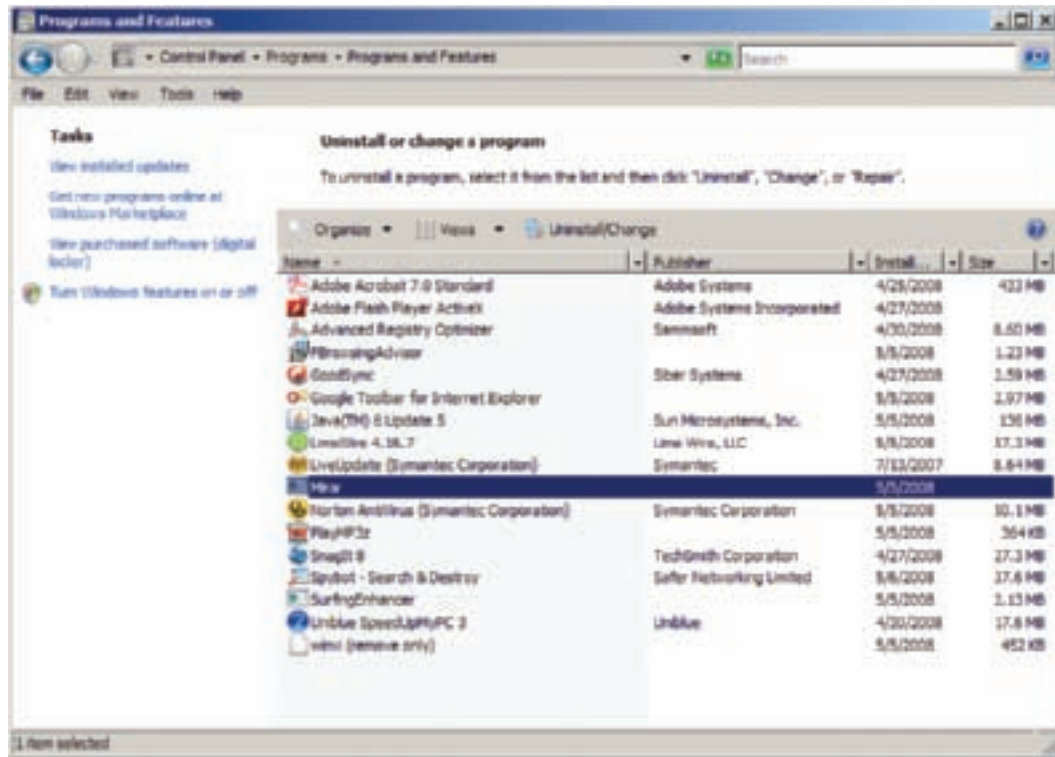 Programs and Features
Control Panel Programs Programs and Features
Search
File Edit View Tools Help
Tasks
View installed updates
Get new programs online at
Windows Marketplace
View purchased software (digital
locker)
Turn Windows features on or off
Uninstall or change a program
To uninstall a program, select it from the list and then click "Uninstall", "Change", or "Repair".
Organize Views Uninstall/Change
Name Publisher Install... Size
Adobe Acrobat 7.0 Standard Adobe Systems 4/28/2008 433 MB
Adobe Flash Player ActiveX Adobe Systems Incorporated 4/27/2008
Advanced Registry Optimizer Sammsoft 4/30/2008 8.60 MB
FBrowsingAdvisor 5/5/2008 1.23 MB
GoodSync Siber Systems 4/27/2008 2.59 MB
Google Toolbar for Internet Explorer 5/5/2008 2.97 MB
Java(TM) 6 Update 5 Sun Microsystems, Inc. 5/5/2008 136 MB
LimeWire 4.16.7 Lime Wire, LLC 5/5/2008 17.3 MB
LiveUpdate (Symantec Corporation) Symantec 7/13/2007 8.64 MB
Mirar 5/5/2008
Norton AntiVirus (Symantec Corporation) Symantec Corporation 5/5/2008 10.1 MB
PlayMP3z 5/5/2008 364 KB
SnagIt 8 TechSmith Corporation 4/27/2008 27.3 MB
Spybot - Search & Destroy Safer Networking Limited 5/6/2008 37.6 MB
SurfingEnhancer 5/5/2008 2.13 MB
Uniblue SpeedUpMyPC 3 Uniblue 4/30/2008 17.6 MB
(remove only) 5/5/2008 452 KB
1 item selected